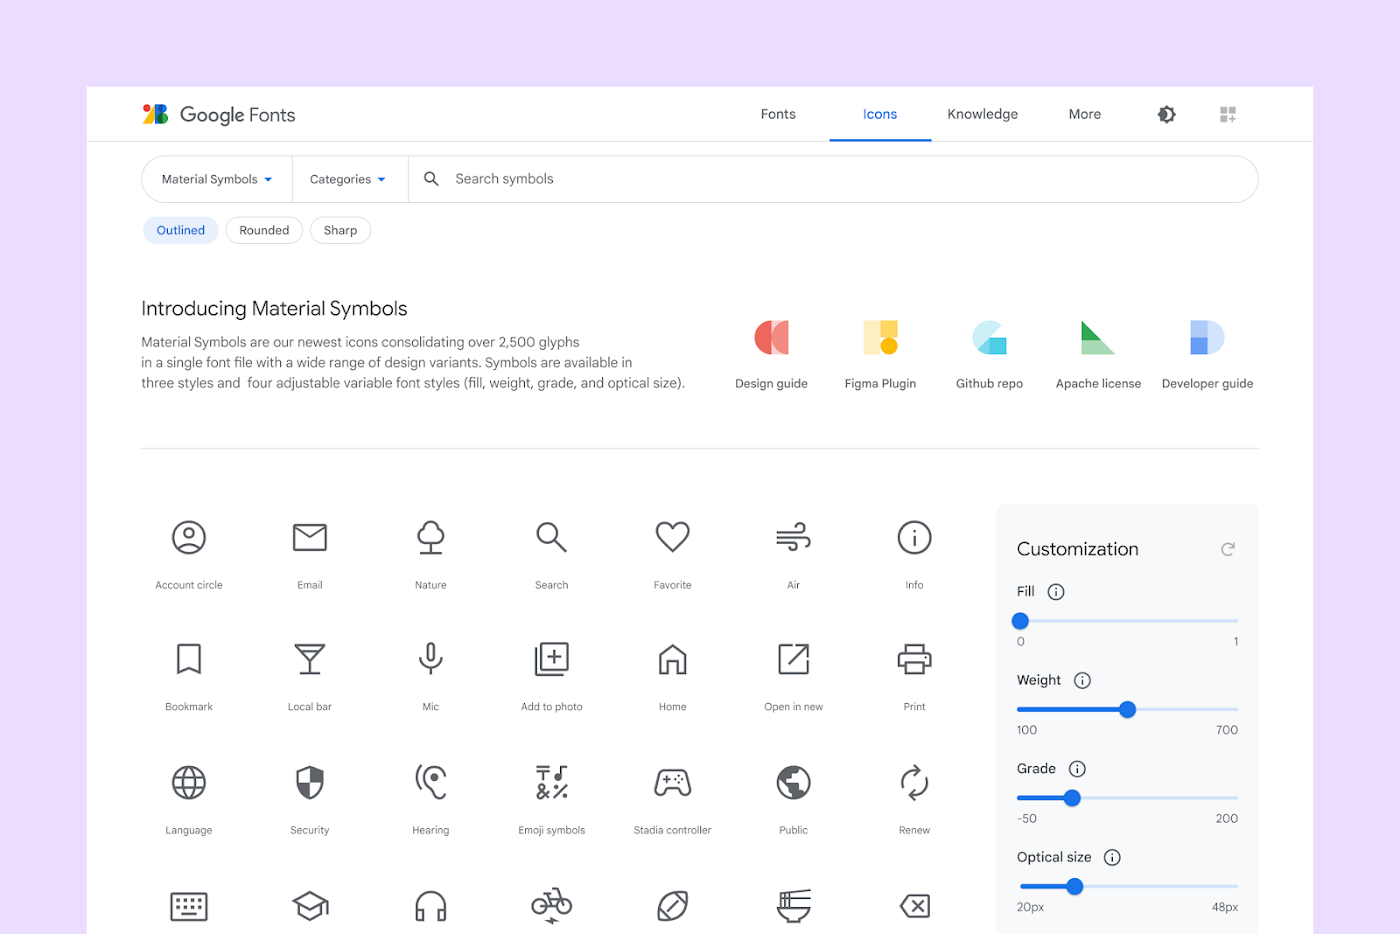 Google Fonts
Fonts
Icons
Knowledge
More
Material Symbols
Categories
Search symbols
Outlined
Rounded
Sharp
Introducing Material Symbols
Material Symbols are our newest icons consolidating over 2,500 glyphs
in a single font file with a wide range of design variants. Symbols are available in
three styles and four adjustable variable font styles (fill, weight, grade, and optical size).
Design guide
Figma Plugin
Github repo
Apache license
Developer guide
Account circle
Email
Nature
Search
Favorite
Air
Info
Bookmark
Local bar
Mic
Add to photo
Home
Open in new
Print
Language
Security
Hearing
Emoji symbols
Stadia controller
Public
Renew
Customization
Fill
0
1
Weight
100
700
Grade
-50
200
Optical size
20px
48px